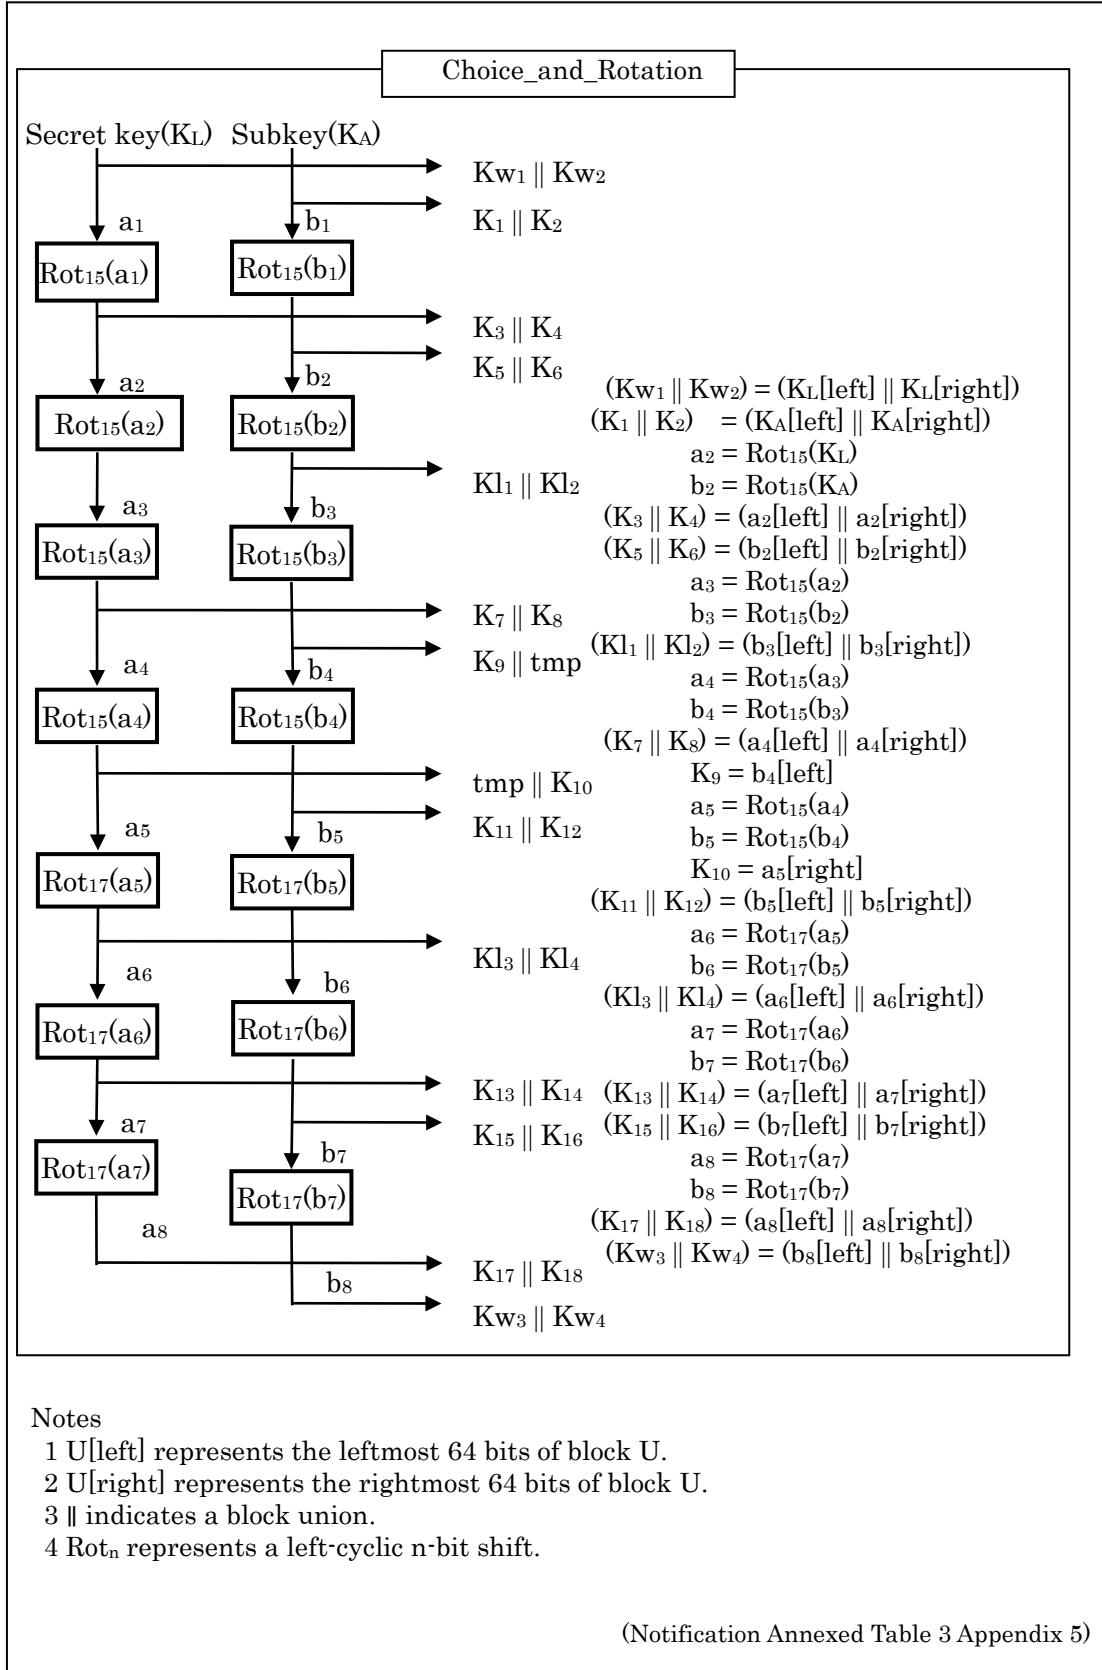 Choice_and_Rotation
Secret key(KL) Subkey(KA)
Kw1 || Kw2
K1 || K2
a1 b1
Rot15(a1) Rot15(b1)
K3 || K4
K5 || K6
a2 b2
Rot15(a2) Rot15(b2)
Kl1 || Kl2
a3 b3
Rot15(a3) Rot15(b3)
K7 || K8
K9 || tmp
a4 b4
Rot15(a4) Rot15(b4)
tmp || K10
K11 || K12
a5 b5
Rot17(a5) Rot17(b5)
Kl3 || Kl4
a6 b6
Rot17(a6) Rot17(b6)
K13 || K14
K15 || K16
a7 b7
Rot17(a7) Rot17(b7)
a8
K17 || K18
b8
Kw3 || Kw4
(Kw1 || Kw2) = (KL[left] || KL[right])
(K1 || K2) = (KA[left] || KA[right])
a2 = Rot15(KL)
b2 = Rot15(KA)
(K3 || K4) = (a2[left] || a2[right])
(K5 || K6) = (b2[left] || b2[right])
a3 = Rot15(a2)
b3 = Rot15(b2)
(Kl1 || Kl2) = (b3[left] || b3[right])
a4 = Rot15(a3)
b4 = Rot15(b3)
(K7 || K8) = (a4[left] || a4[right])
K9 = b4[left]
a5 = Rot15(a4)
b5 = Rot15(b4)
K10 = a5[right]
(K11 || K12) = (b5[left] || b5[right])
a6 = Rot17(a5)
b6 = Rot17(b5)
(Kl3 || Kl4) = (a6[left] || a6[right])
a7 = Rot17(a6)
b7 = Rot17(b6)
(K13 || K14) = (a7[left] || a7[right])
(K15 || K16) = (b7[left] || b7[right])
a8 = Rot17(a7)
b8 = Rot17(b7)
(K17 || K18) = (a8[left] || a8[right])
(Kw3 || Kw4) = (b8[left] || b8[right])
Notes
1 U[left] represents the leftmost 64 bits of block U.
2 U[right] represents the rightmost 64 bits of block U.
3 || indicates a block union.
4 Rotn represents a left-cyclic n-bit shift.
(Notification Annexed Table 3 Appendix 5)